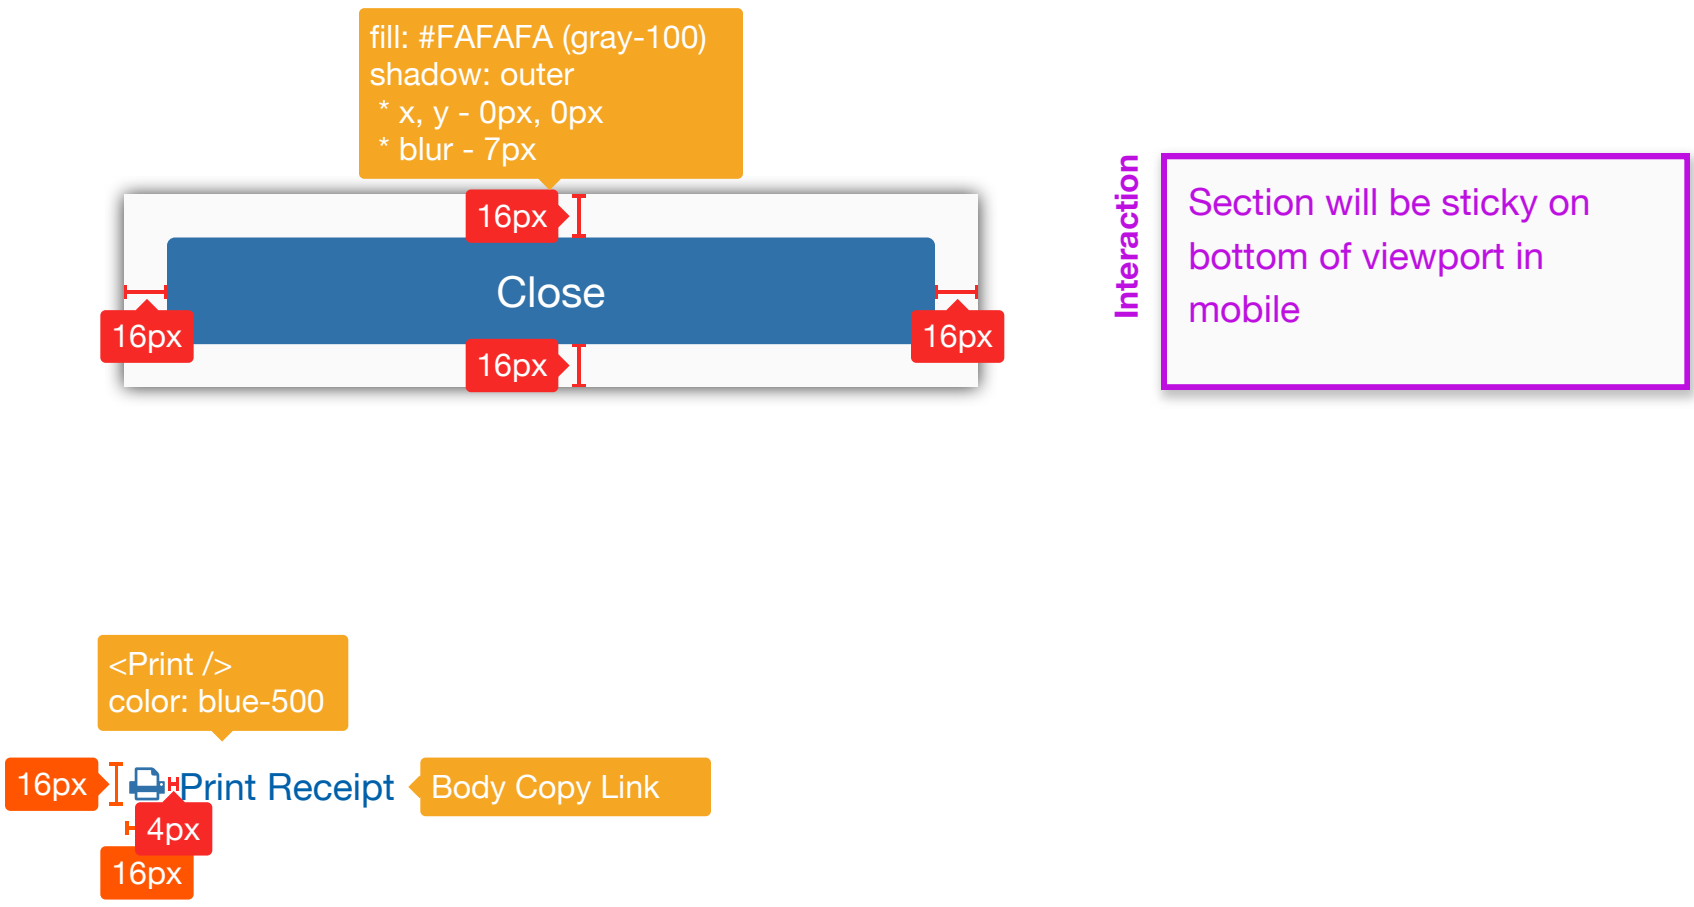 fill: #FAFAFA (gray-100)
shadow: outer
* x, y - 0px, 0px
* blur - 7px
16px
Close
16px
16px
16px
Interaction
Section will be sticky on
bottom of viewport in
mobile
<Print />
color: blue-500
16px
Print Receipt
Body Copy Link
4px
16px